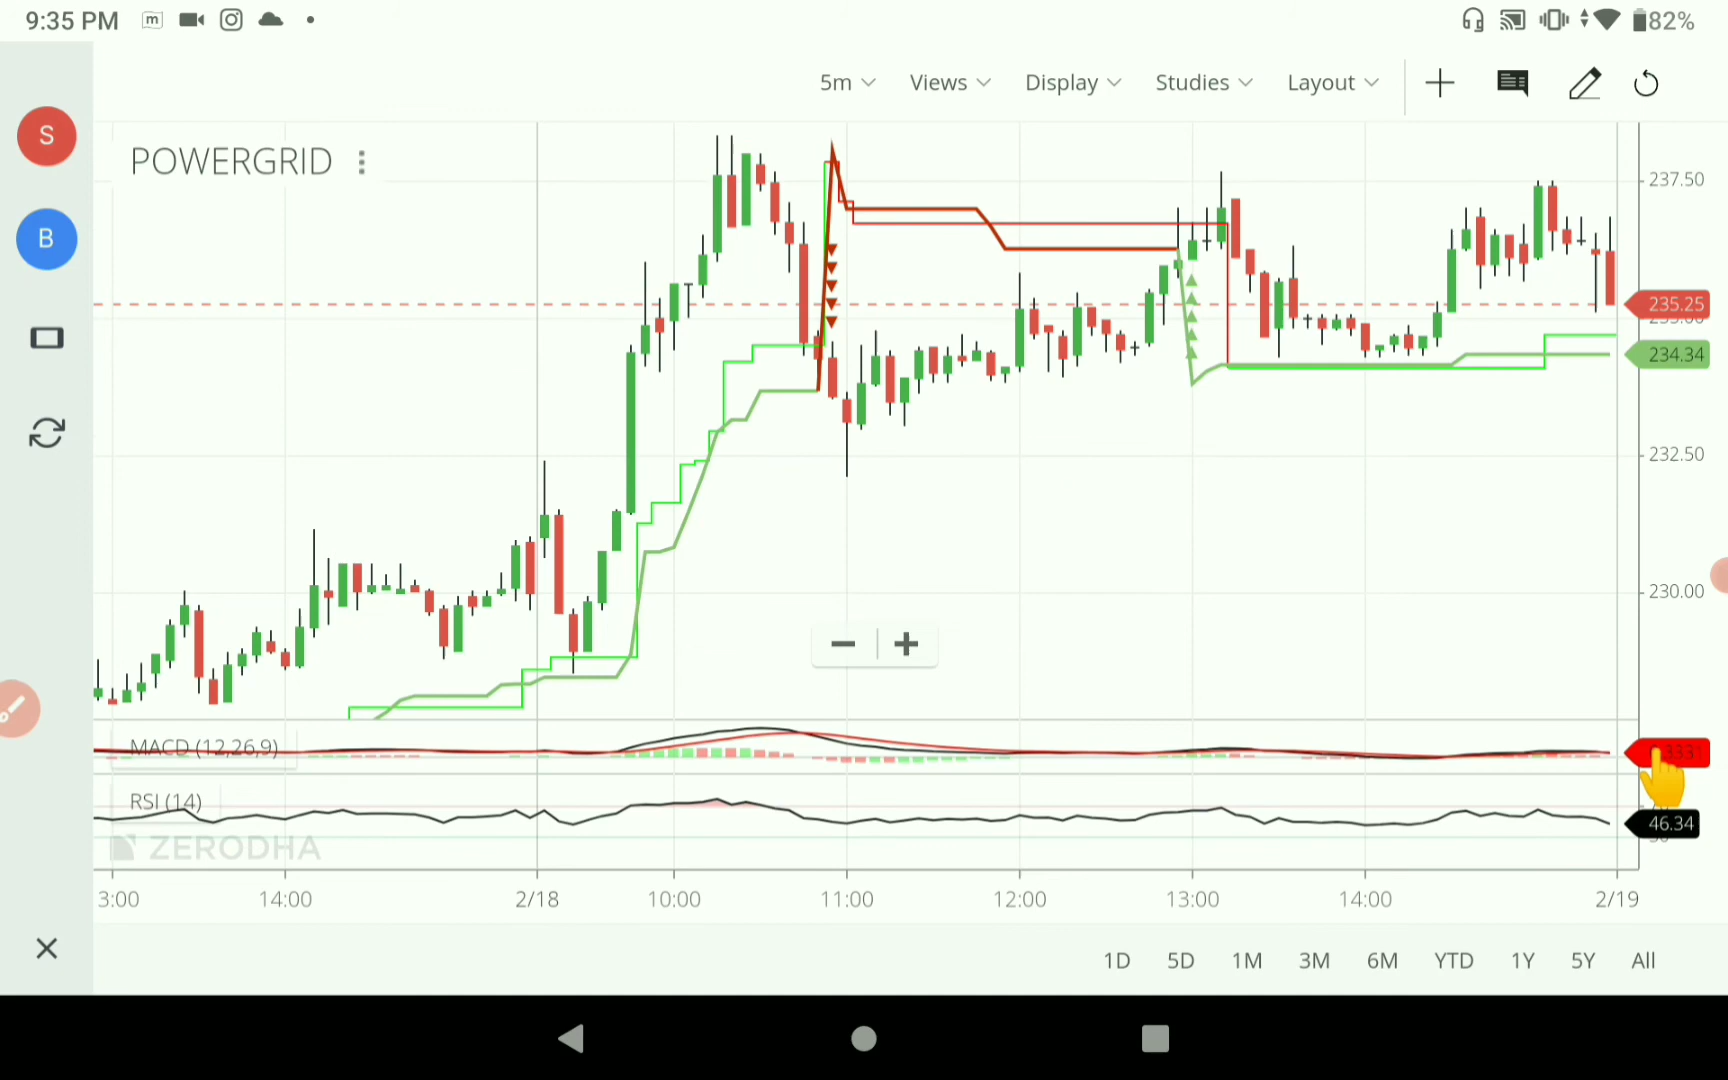 9:35 PM
m
82%
5m Views Display Studies Layout
S
POWERGRID
B
237.50
235.25
234.34
232.50
230.00
MACD (12,26,9)
RSI (14)
46.34
ZERODHA
3:00 14:00 2/18 10:00 11:00 12:00 13:00 14:00 2/19
1D 5D 1M 3M 6M YTD 1Y 5Y All